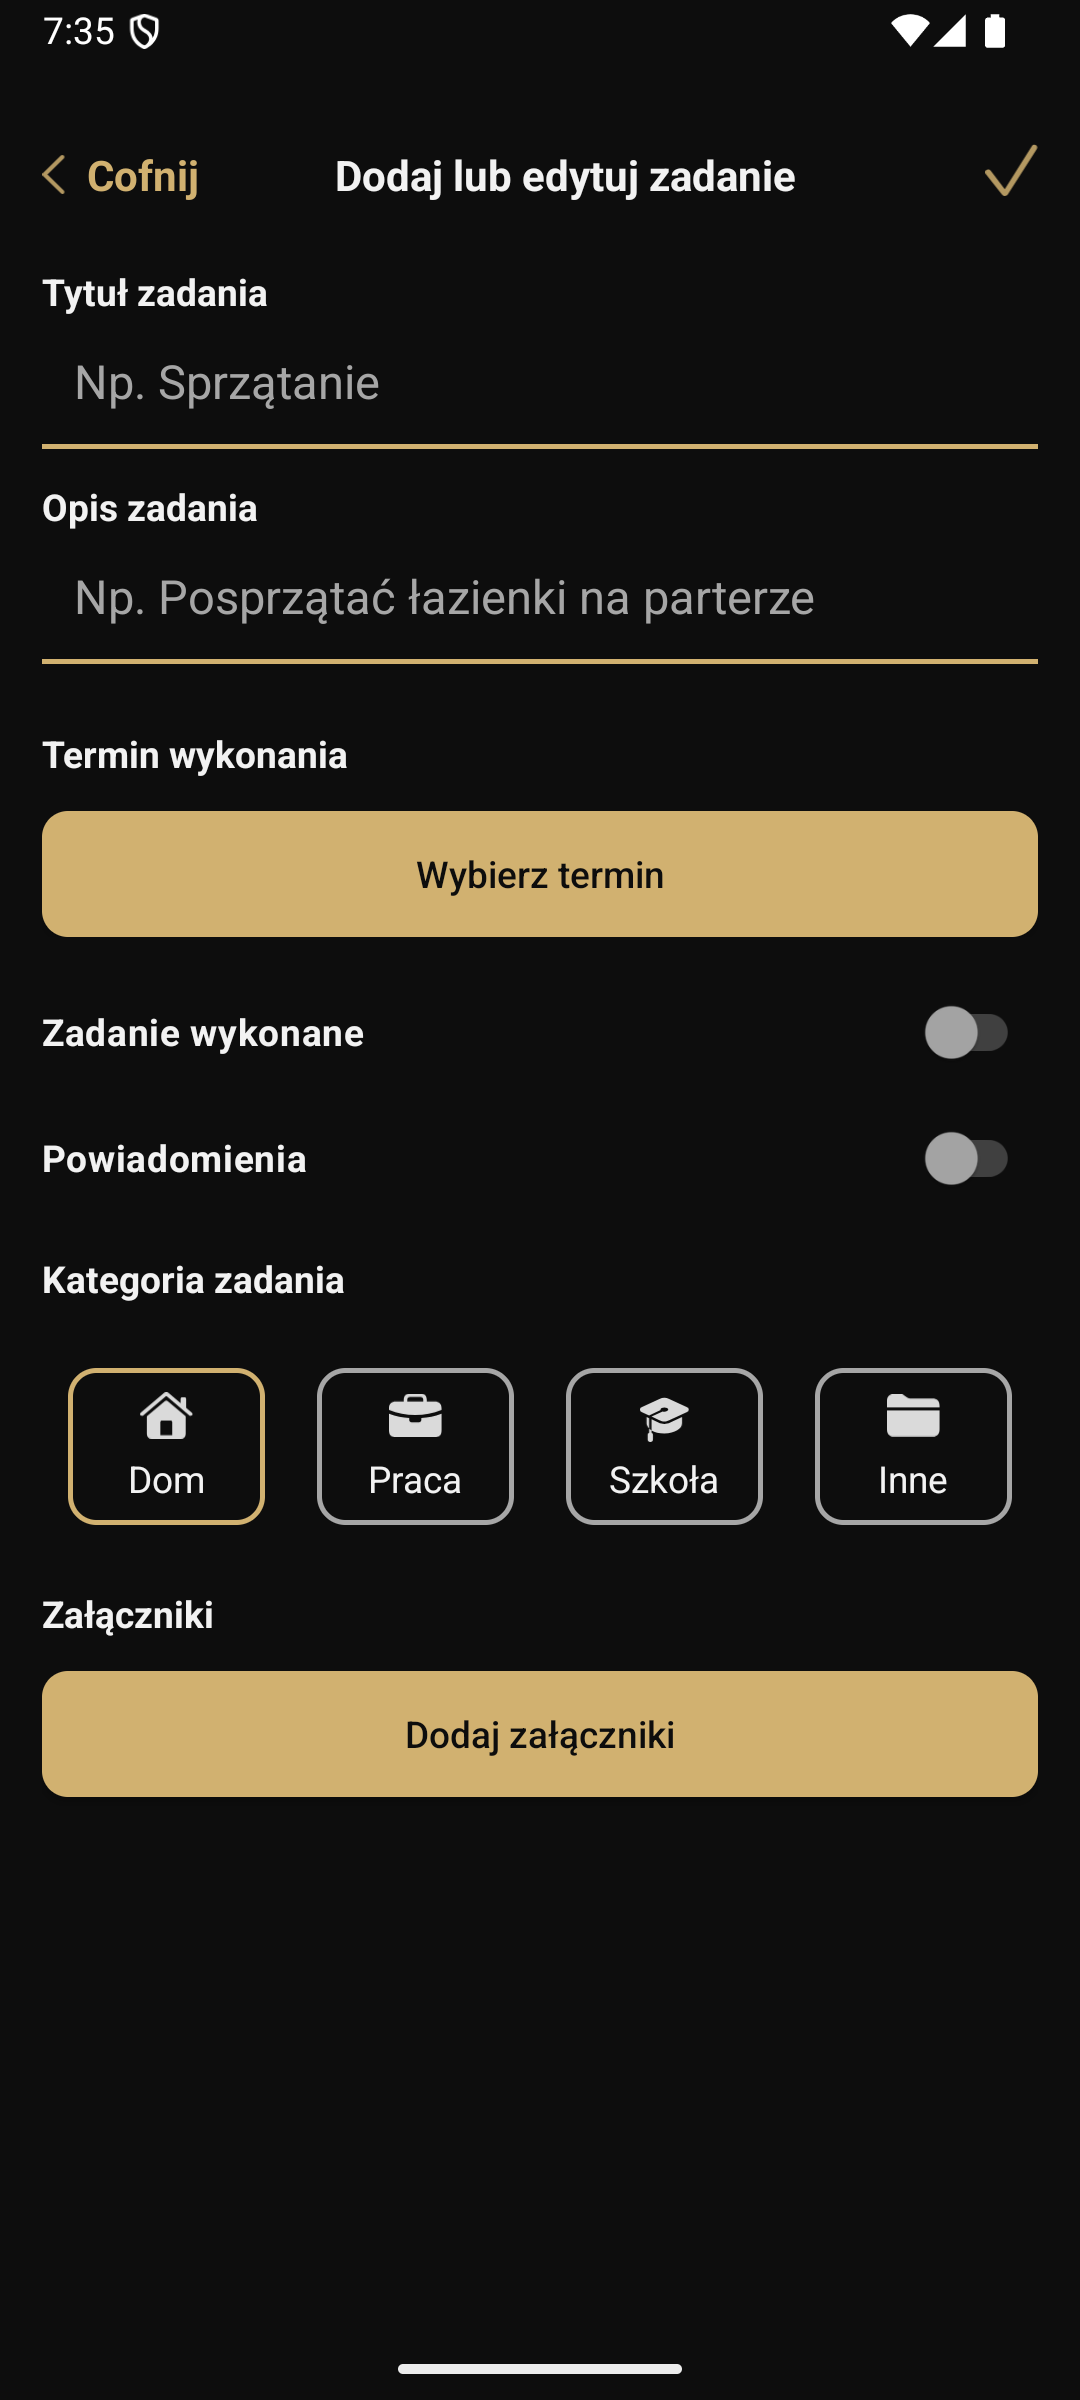 7:35
Cofnij
Dodaj lub edytuj zadanie
Tytuł zadania
Np. Sprzątanie
Opis zadania
Np. Posprzątać łazienki na parterze
Termin wykonania
Wybierz termin
Zadanie wykonane
Powiadomienia
Kategoria zadania
Dom
Praca
Szkoła
Inne
Załączniki
Dodaj załączniki